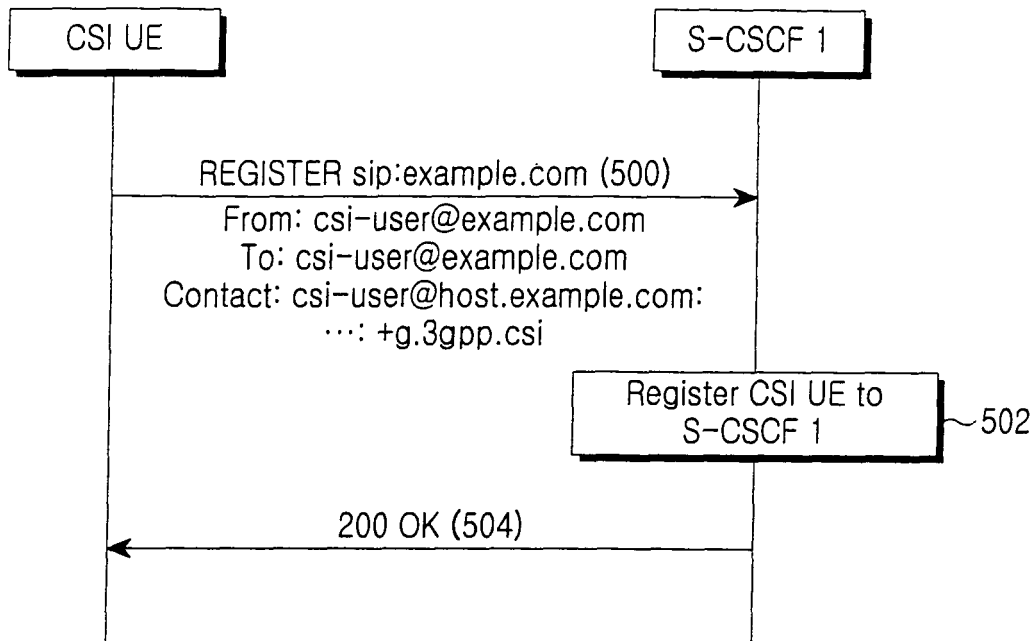 CSI UE
S-CSCF 1
REGISTER sip:example.com (500)
From: csi-user@example.com
To: csi-user@example.com
Contact: csi-user@host.example.com:
⋯: +g.3gpp.csi
Register CSI UE to
S-CSCF 1
502
200 OK (504)